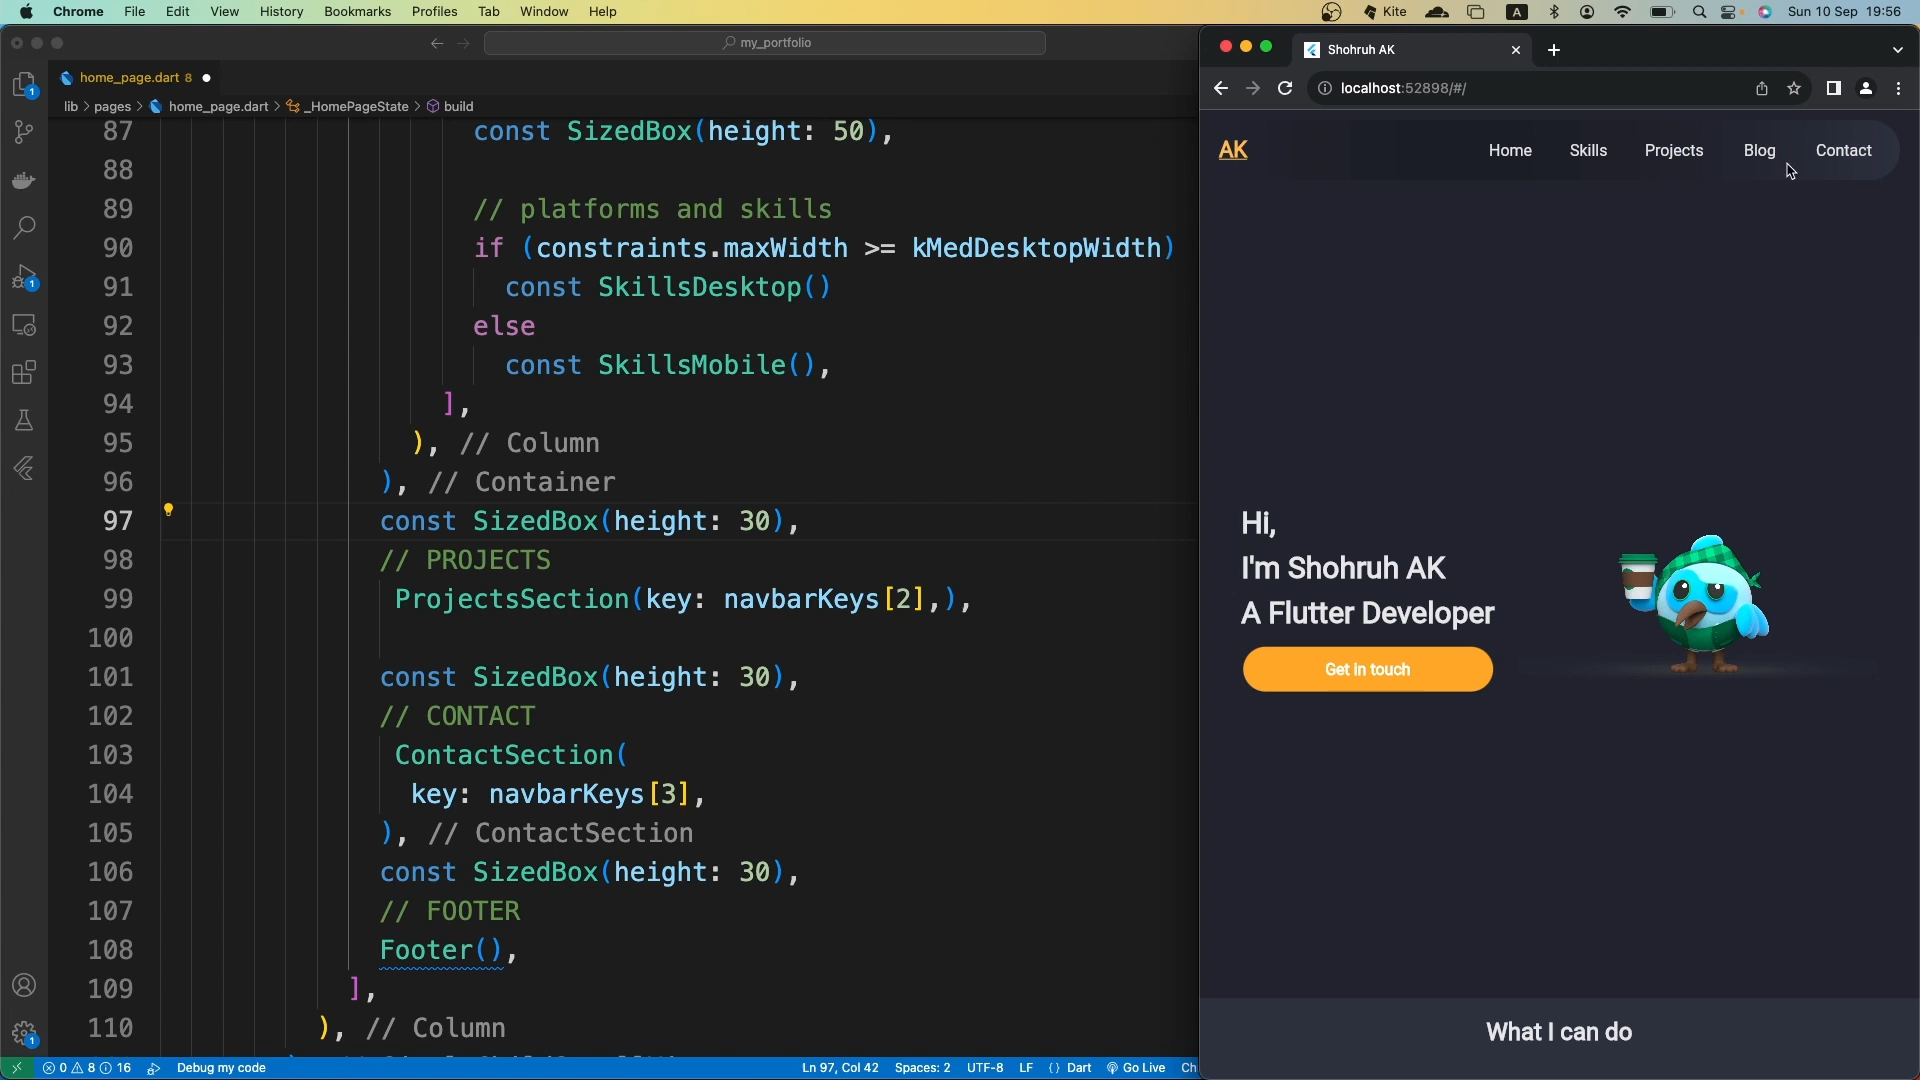 Chrome File Edit View History Bookmarks Profiles Tab Window Help Kite A Sun 10 Sep 19:56
my_portfolio
home_page.dart 8
lib > pages > home_page.dart > _HomePageState > build
87 const SizedBox(height: 50),
88
89 // platforms and skills
90 if (constraints.maxWidth >= kMedDesktopWidth)
91 const SkillsDesktop()
92 else
93 const SkillsMobile(),
94 ],
95 ), // Column
96 ), // Container
97 const SizedBox(height: 30),
98 // PROJECTS
99 ProjectsSection(key: navbarKeys[2],),
100
101 const SizedBox(height: 30),
102 // CONTACT
103 ContactSection(
104 key: navbarKeys[3],
105 ), // ContactSection
106 const SizedBox(height: 30),
107 // FOOTER
108 Footer(),
109 ],
110 ), // Column
1
1
1
0 8 16 Debug my code Ln 97, Col 42 Spaces: 2 UTF-8 LF {} Dart Go Live Ch
Shohruh AK
localhost:52898/#/
AK Home Skills Projects Blog Contact
Hi,
I'm Shohruh AK
A Flutter Developer
Get in touch
What I can do